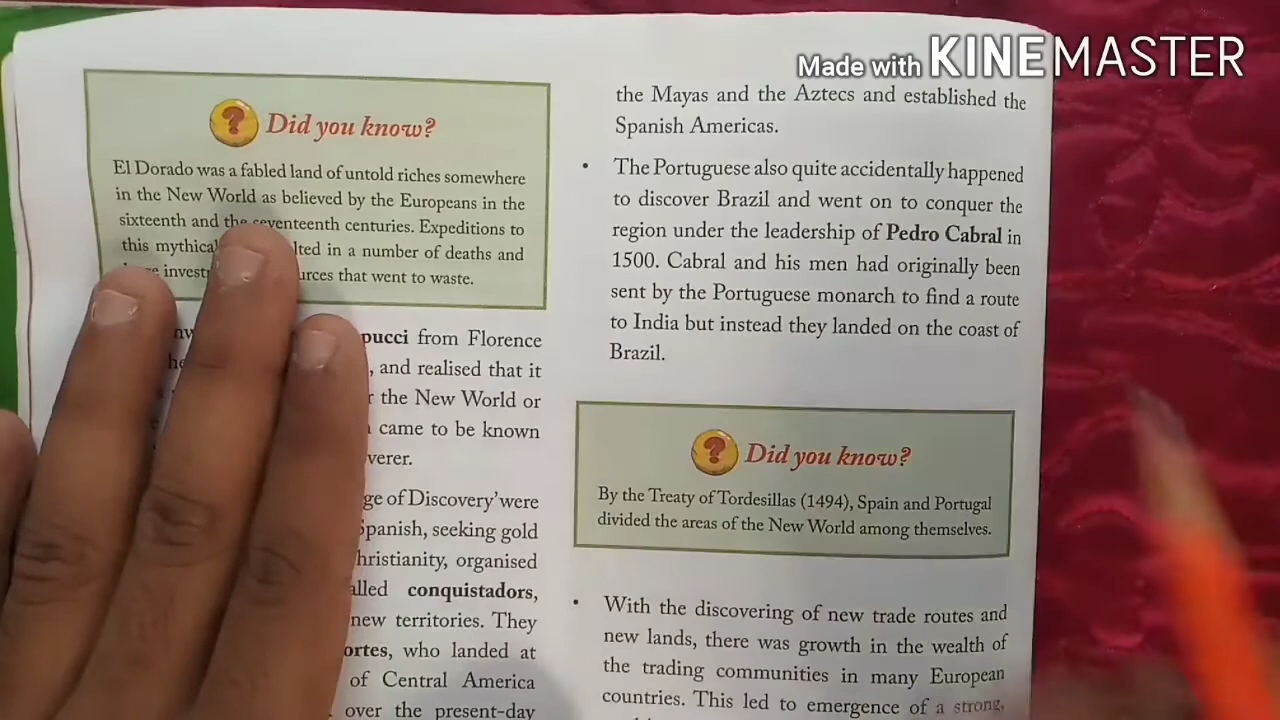 Made with KINEMASTER
Did you know?
El Dorado was a fabled land of untold riches somewhere
in the New World as believed by the Europeans in the
sixteenth and the seventeenth centuries. Expeditions to
this mythical in a number of deaths and
that went to waste.
from Florence
, and realised that it
the New World or
came to be known
ge of Discovery' were
Spanish, seeking gold
hristianity, organised
conquistadors,
new territories. They
who landed at
of Central America
over the present-day
the Mayas and the Aztecs and established the
Spanish Americas.
• The Portuguese also quite accidentally happened
to discover Brazil and went on to conquer the
region under the leadership of Pedro Cabral in
1500. Cabral and his men had originally been
sent by the Portuguese monarch to find a route
to India but instead they landed on the coast of
Brazil.
Did you know?
By the Treaty of Tordesillas (1494), Spain and Portugal
divided the areas of the New World among themselves.
• With the discovering of new trade routes and
new lands, there was growth in the wealth of
the trading communities in many European
countries. This led to emergence of a strong,